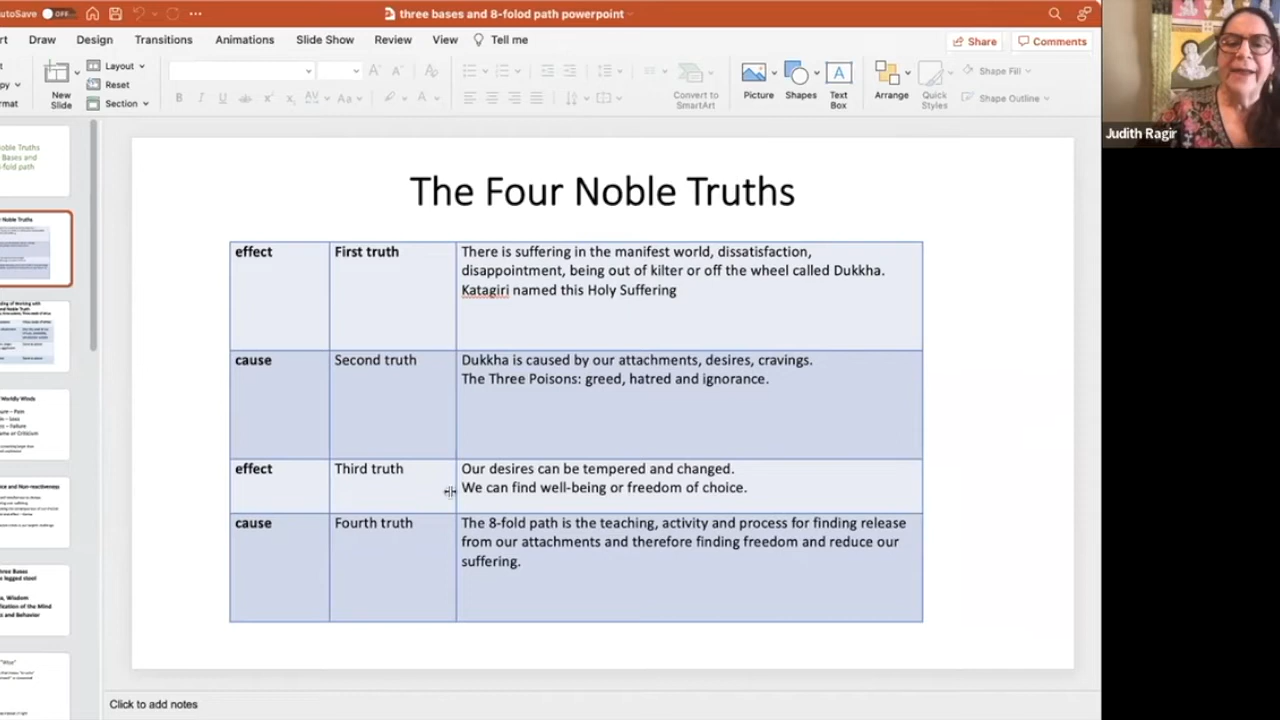 utoSave OFF
three bases and 8-folod path powerpoint
Draw Design Transitions Animations Slide Show Review View Tell me
Share Comments
New Slide
Layout
Reset
Section
Convert to SmartArt
Picture Shapes Text Box Arrange Quick Styles
Shape Fill
Shape Outline
Judith Ragir
The Four Noble Truths
effect First truth There is suffering in the manifest world, dissatisfaction,
disappointment, being out of kilter or off the wheel called Dukkha.
Katagiri named this Holy Suffering
cause Second truth Dukkha is caused by our attachments, desires, cravings.
The Three Poisons: greed, hatred and ignorance.
effect Third truth Our desires can be tempered and changed.
We can find well-being or freedom of choice.
cause Fourth truth The 8-fold path is the teaching, activity and process for finding release
from our attachments and therefore finding freedom and reduce our
suffering.
Click to add notes